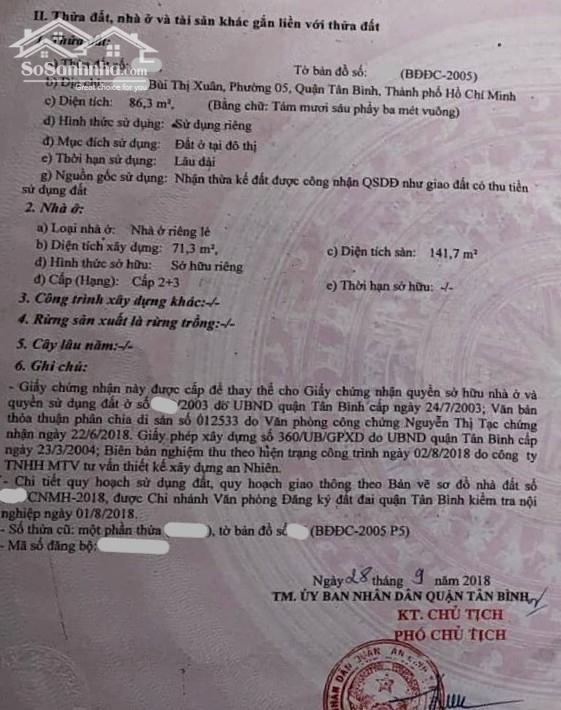 II. Thửa đất, nhà ở và tài sản khác gắn liền với thửa đất
SoSanhnha.com
Great choice for you
Tờ bản đồ số: (BĐĐC-2005)
b) Địa chỉ: Bùi Thị Xuân, Phường 05, Quận Tân Bình, Thành phố Hồ Chí Minh
c) Diện tích: 86,3 m², (Bằng chữ: Tám mươi sáu phẩy ba mét vuông)
d) Hình thức sử dụng: Sử dụng riêng
đ) Mục đích sử dụng: Đất ở tại đô thị
e) Thời hạn sử dụng: Lâu dài
g) Nguồn gốc sử dụng: Nhận thừa kế đất được công nhận QSDĐ như giao đất có thu tiền
sử dụng đất
2. Nhà ở:
a) Loại nhà ở: Nhà ở riêng lẻ
b) Diện tích xây dựng: 71,3 m², c) Diện tích sàn: 141,7 m²
d) Hình thức sở hữu: Sở hữu riêng
đ) Cấp (Hạng): Cấp 2+3 e) Thời hạn sở hữu: -/-
3. Công trình xây dựng khác:-/-
4. Rừng sản xuất là rừng trồng:-/-
5. Cây lâu năm:-/-
6. Ghi chú:
- Giấy chứng nhận này được cấp để thay thế cho Giấy chứng nhận quyền sở hữu nhà ở và
quyền sử dụng đất ở số /2003 do UBND quận Tân Bình cấp ngày 24/7/2003; Văn bản
thỏa thuận phân chia di sản số 012533 do Văn phòng công chứng Nguyễn Thị Tạc chứng
nhận ngày 22/6/2018. Giấy phép xây dựng số 360/UB/GPXD do UBND quận Tân Bình cấp
ngày 23/3/2004; Biên bản nghiệm thu theo hiện trạng công trình ngày 02/8/2018 do công ty
TNHH MTV tư vấn thiết kế xây dựng an Nhiên.
- Chi tiết quy hoạch sử dụng đất, quy hoạch giao thông theo Bản vẽ sơ đồ nhà đất số
CNMH-2018, được Chi nhánh Văn phòng Đăng ký đất đai quận Tân Bình kiểm tra nội
nghiệp ngày 01/8/2018.
- Số thửa cũ: một phần thửa ), tờ bản đồ số (BĐĐC-2005 P5)
- Mã số đăng bộ:
Ngày 28 tháng 9 năm 2018
TM. ỦY BAN NHÂN DÂN QUẬN TÂN BÌNH
KT. CHỦ TỊCH
PHÓ CHỦ TỊCH